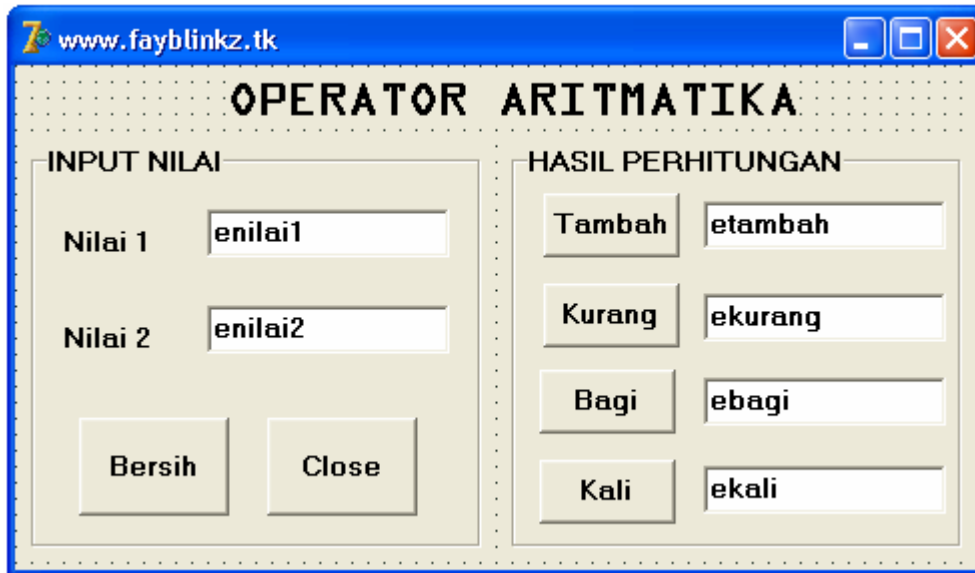 www.fayblinkz.tk
OPERATOR ARITMATIKA
INPUT NILAI
Nilai 1 enilai1
Nilai 2 enilai2
Bersih Close
HASIL PERHITUNGAN
Tambah etambah
Kurang ekurang
Bagi ebagi
Kali ekali